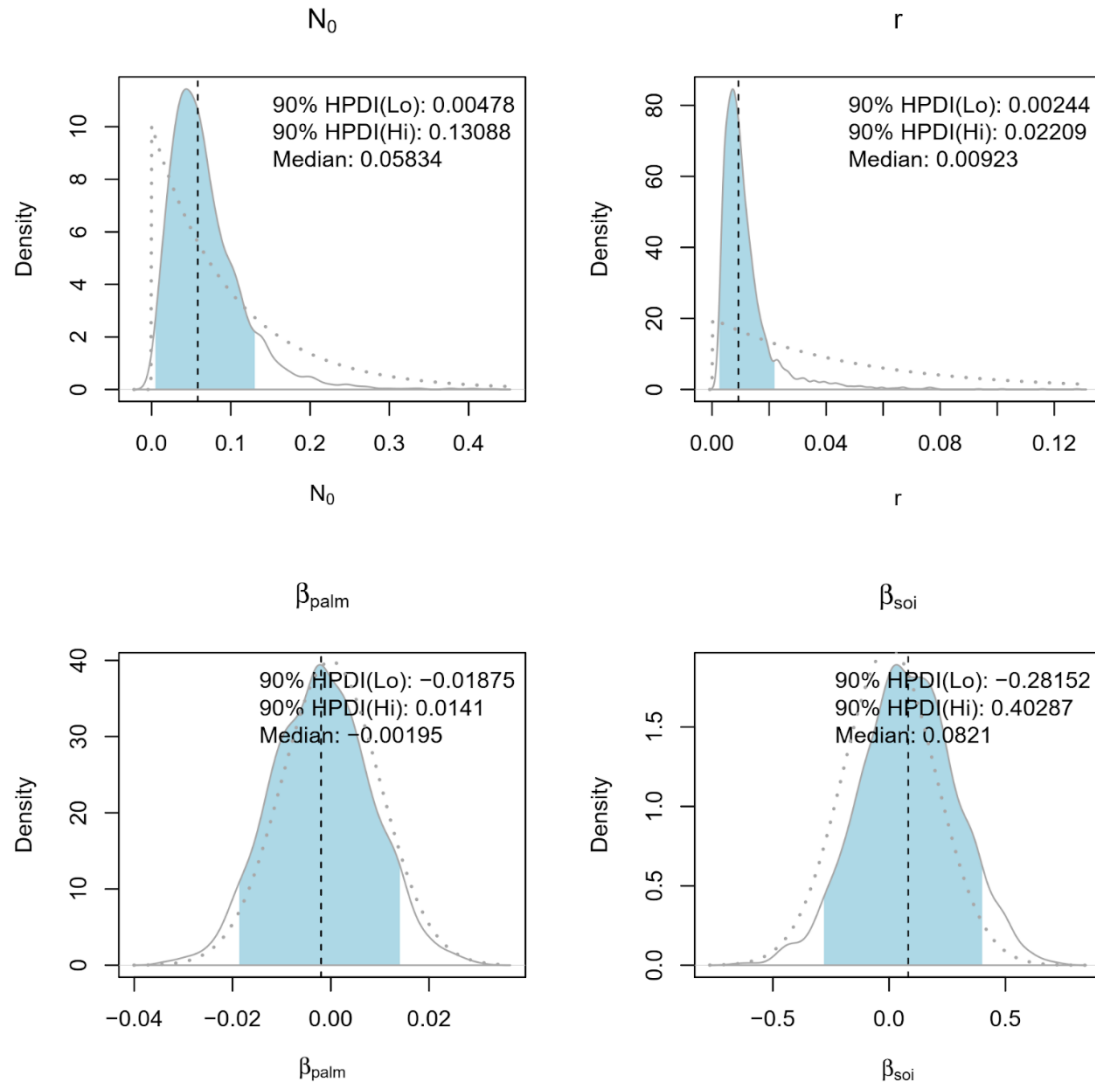 N₀
90% HPDI(Lo): 0.00478
90% HPDI(Hi): 0.13088
Median: 0.05834
Density
0 2 4 6 8 10
0.0 0.1 0.2 0.3 0.4
N₀
r
90% HPDI(Lo): 0.00244
90% HPDI(Hi): 0.02209
Median: 0.00923
Density
0 20 40 60 80
0.00 0.04 0.08 0.12
r
βpalm
90% HPDI(Lo): −0.01875
90% HPDI(Hi): 0.0141
Median: −0.00195
Density
0 10 20 30 40
−0.04 −0.02 0.00 0.02
βpalm
βsoi
90% HPDI(Lo): −0.28152
90% HPDI(Hi): 0.40287
Median: 0.0821
Density
0.0 0.5 1.0 1.5
−0.5 0.0 0.5
βsoi